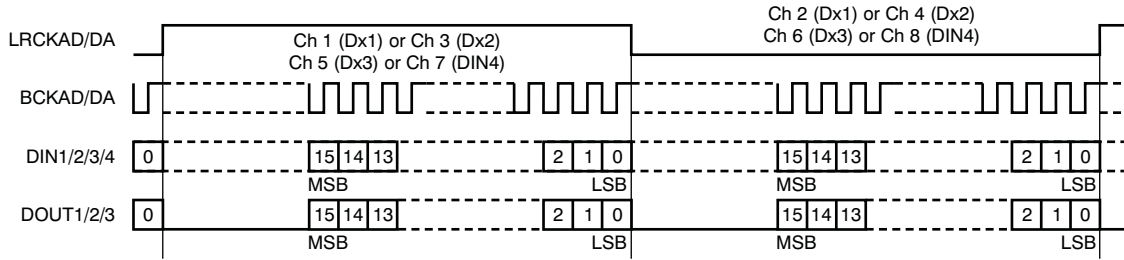 Ch 2 (Dx1) or Ch 4 (Dx2)
LRCKAD/DA Ch 1 (Dx1) or Ch 3 (Dx2) Ch 6 (Dx3) or Ch 8 (DIN4)
Ch 5 (Dx3) or Ch 7 (DIN4)
BCKAD/DA
DIN1/2/3/4 0 15 14 13 2 1 0 15 14 13 2 1 0
MSB LSB MSB LSB
DOUT1/2/3 0 15 14 13 2 1 0 15 14 13 2 1 0
MSB LSB MSB LSB